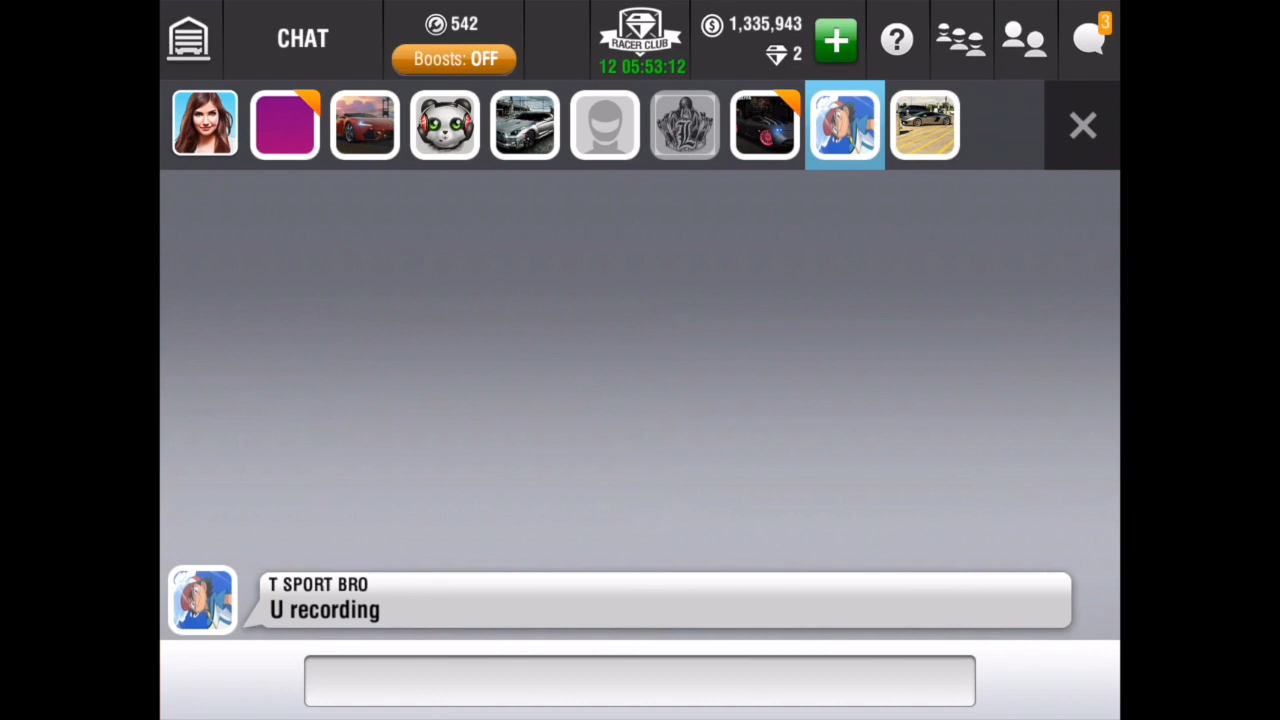 CHAT
542
Boosts: OFF
RACER CLUB
12 05:53:12
1,335,943
2
?
3
T SPORT BRO
U recording